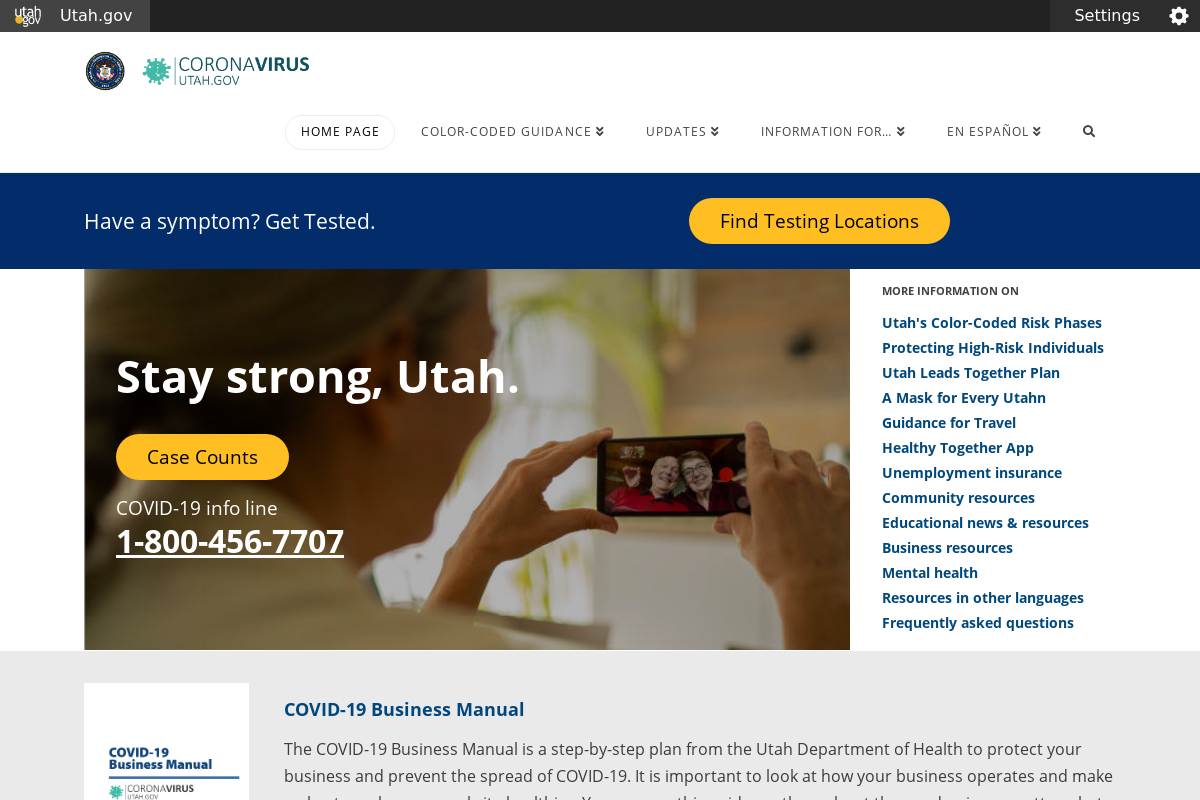 utah gov
Utah.gov
Settings
CORONAVIRUS
UTAH.GOV
HOME PAGE
COLOR-CODED GUIDANCE
UPDATES
INFORMATION FOR...
EN ESPAÑOL
Have a symptom? Get Tested.
Find Testing Locations
Stay strong, Utah.
Case Counts
COVID-19 info line
1-800-456-7707
MORE INFORMATION ON
Utah's Color-Coded Risk Phases
Protecting High-Risk Individuals
Utah Leads Together Plan
A Mask for Every Utahn
Guidance for Travel
Healthy Together App
Unemployment insurance
Community resources
Educational news & resources
Business resources
Mental health
Resources in other languages
Frequently asked questions
COVID-19
Business Manual
CORONAVIRUS
UTAH.GOV
COVID-19 Business Manual
The COVID-19 Business Manual is a step-by-step plan from the Utah Department of Health to protect your
business and prevent the spread of COVID-19. It is important to look at how your business operates and make